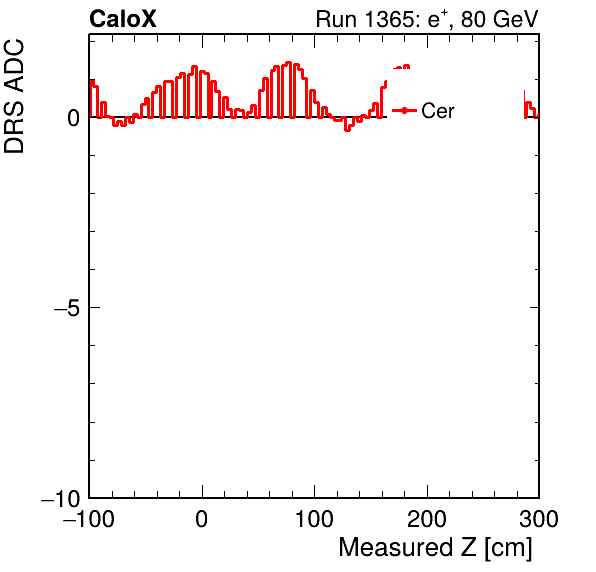 CaloX Run 1365: e⁺, 80 GeV
DRS ADC
Cer
0
−5
−10
−100 0 100 200 300
Measured Z [cm]